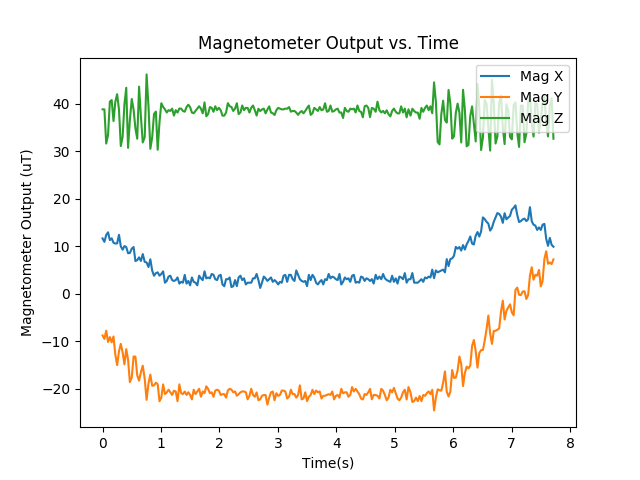 Magnetometer Output vs. Time
Mag X
Mag Y
Mag Z
Magnetometer Output (uT)
40
30
20
10
0
−10
−20
0 1 2 3 4 5 6 7 8
Time(s)